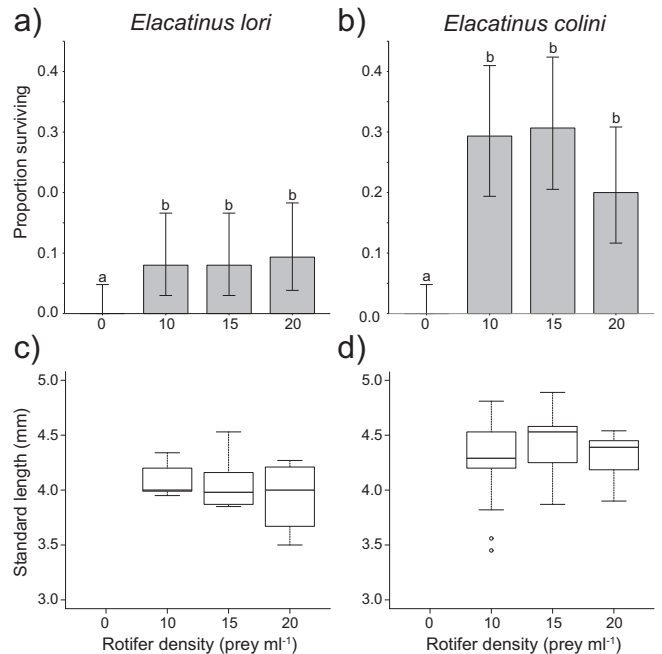 a) Elacatinus lori
b) Elacatinus colini
Proportion surviving
0.4
0.3
0.0
0.1
0.0
a
b
b
b
0
10
15
20
0.4
0.3
0.2
0.1
0.0
a
b
b
b
0
10
15
20
c)
d)
Standard length (mm)
5.0
4.5
4.0
3.5
3.0
0
10
15
20
Rotifer density (prey ml⁻¹)
5.0
4.5
4.0
3.5
3.0
0
10
15
20
Rotifer density (prey ml⁻¹)